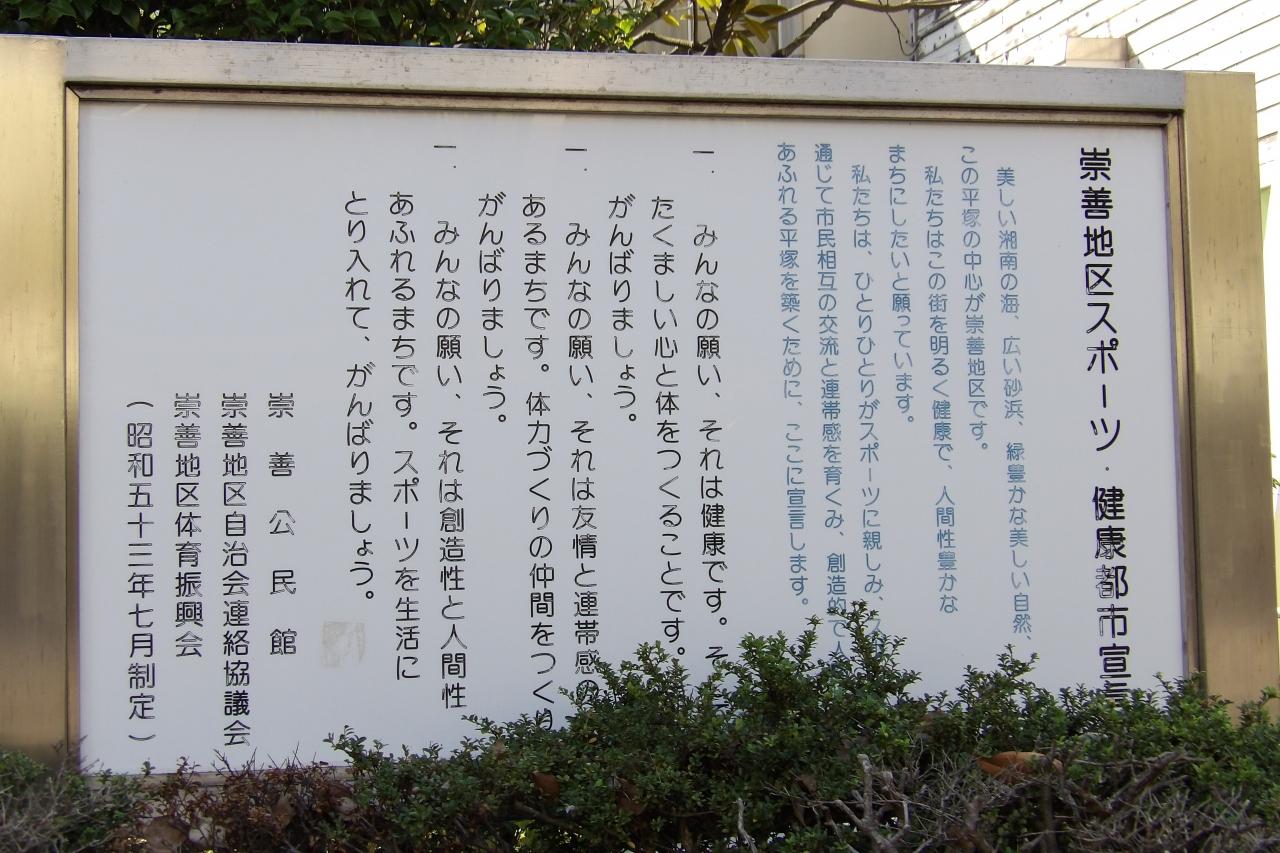 崇善地区スポーツ・健康都市宣言
美しい湘南の海、広い砂浜、緑豊かな美しい自然、
この平塚の中心が崇善地区です。
私たちはこの街を明るく健康で、人間性豊かな
まちにしたいと願っています。
私たちは、ひとりひとりがスポーツに親しみ、
通じて市民相互の交流と連帯感を育くみ、創造的で人
あふれる平塚を築くために、ここに宣言します。
一. みんなの願い、それは健康です。そ
たくましい心と体をつくることです。
がんばりましょう。
一. みんなの願い、それは友情と連帯感の
あるまちです。体力づくりの仲間をつくり
がんばりましょう。
一. みんなの願い、それは創造性と人間性
あふれるまちです。スポーツを生活に
とり入れて、がんばりましょう。
崇善公民館
崇善地区自治会連絡協議会
崇善地区体育振興会
(昭和五十三年七月制定)